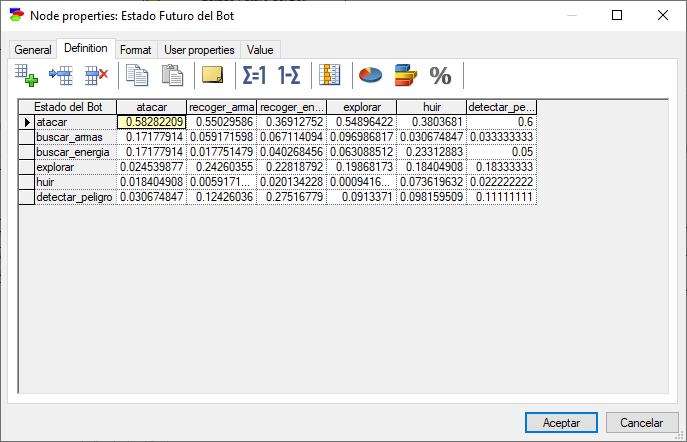 Node properties: Estado Futuro del Bot
General Definition Format User properties Value
Σ=1 1-Σ %
Estado del Bot atacar recoger_arma recoger_en... explorar huir detectar_pe...
atacar 0.58282209 0.55029586 0.36912752 0.54896422 0.3803681 0.6
buscar_armas 0.17177914 0.059171598 0.067114094 0.096986817 0.030674847 0.033333333
buscar_energia 0.17177914 0.017751479 0.040268456 0.063088512 0.23312883 0.05
explorar 0.024539877 0.24260355 0.22818792 0.19868173 0.18404908 0.18333333
huir 0.018404908 0.0059171... 0.020134228 0.0009416... 0.073619632 0.022222222
detectar_peligro 0.030674847 0.12426036 0.27516779 0.0913371 0.098159509 0.11111111
Aceptar Cancelar